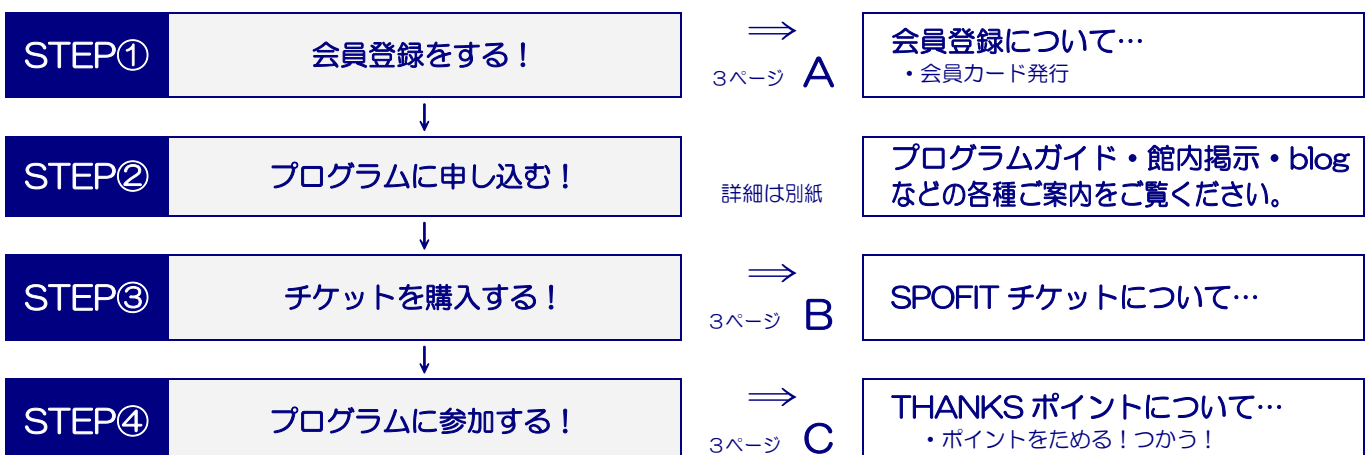 STEP① 会員登録をする！ ⇒ 会員登録について…
3ページ A ・会員カード発行
↓
STEP② プログラムに申し込む！ 詳細は別紙 プログラムガイド・館内掲示・blog
などの各種ご案内をご覧ください。
↓
STEP③ チケットを購入する！ ⇒ SPOFIT チケットについて…
3ページ B
↓
STEP④ プログラムに参加する！ ⇒ THANKS ポイントについて…
3ページ C ・ポイントをためる！つかう！